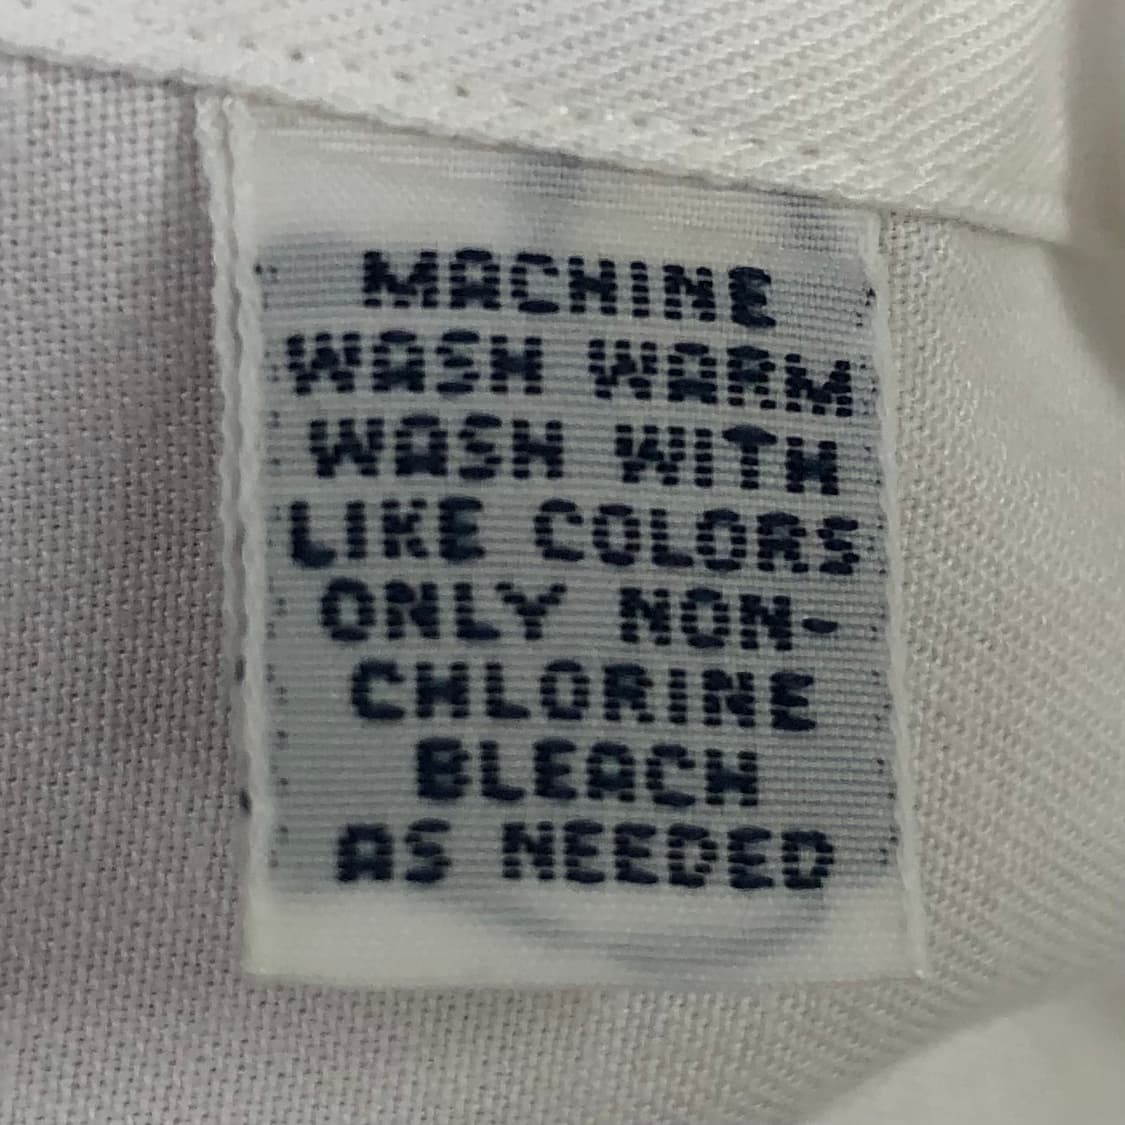 MACHINE
WASH WARM
WASH WITH
LIKE COLORS
ONLY NON-
CHLORINE
BLEACH
AS NEEDED